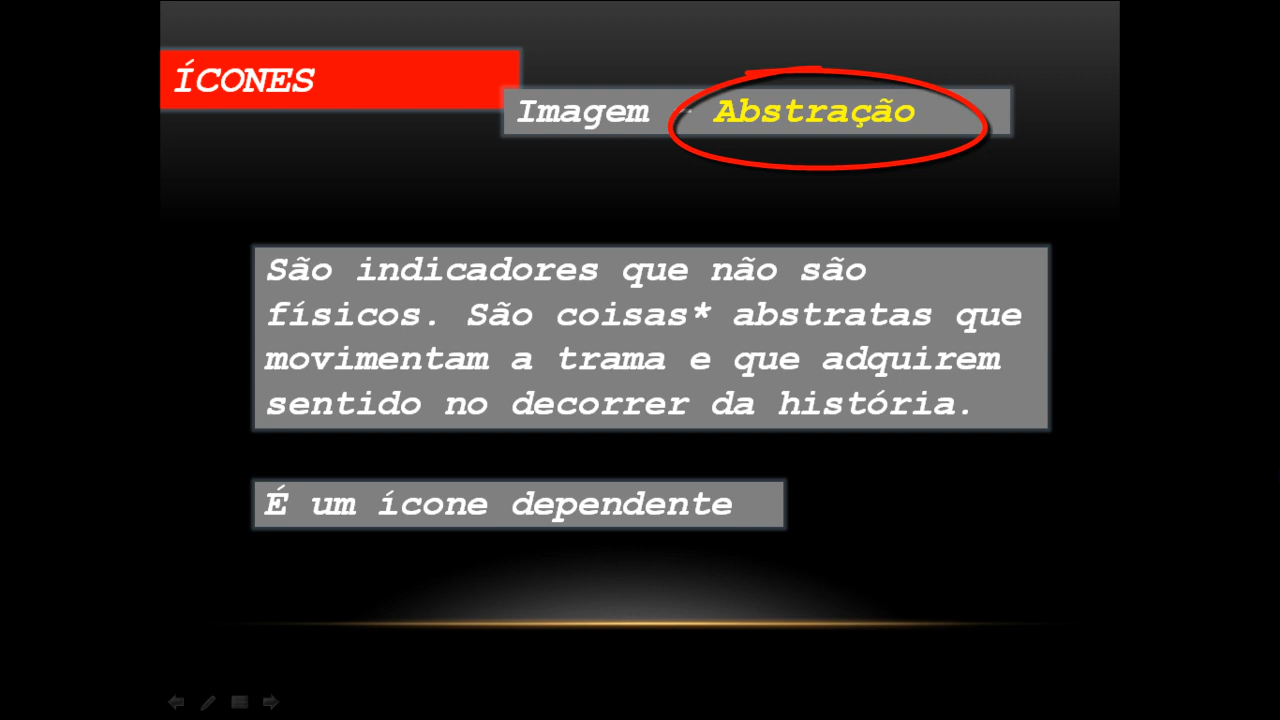 ÍCONES
Imagem - Abstração
São indicadores que não são
físicos. São coisas* abstratas que
movimentam a trama e que adquirem
sentido no decorrer da história.
É um ícone dependente